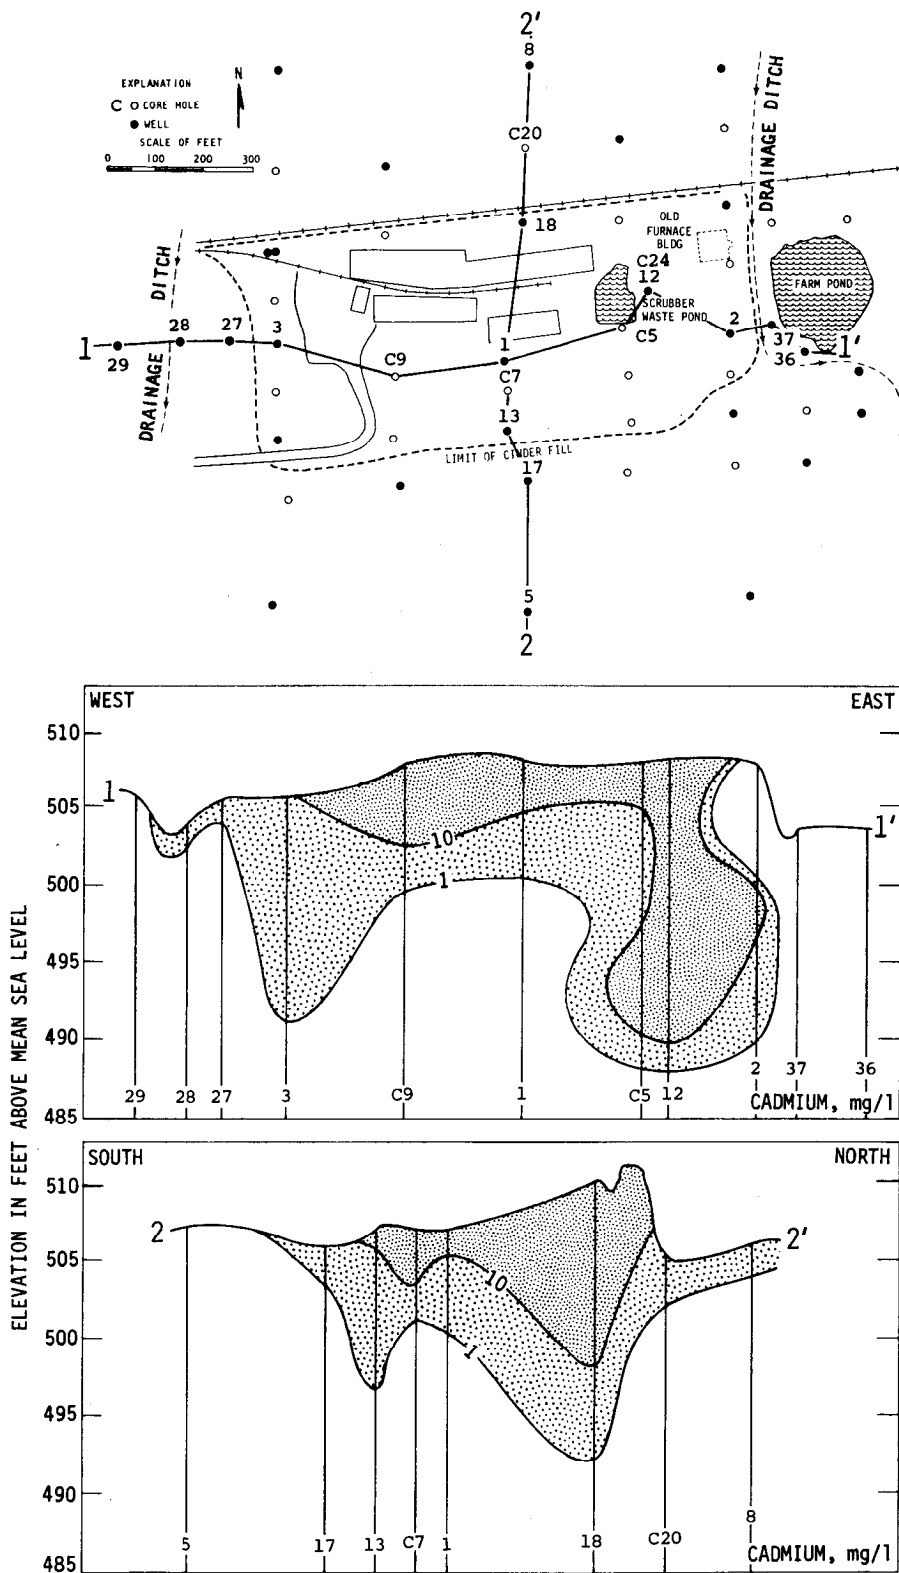 2'
8
EXPLANATION
N
C ○ CORE HOLE
● WELL
SCALE OF FEET
0 100 200 300
C20
DRAINAGE DITCH
18
OLD
FURNACE
BLDG
C24
12
FARM POND
SCRUBBER
WASTE POND
DRAINAGE DITCH
1
29
28
27
3
C9
1
C7
C5
2
37
36
1'
13
LIMIT OF CINDER FILL
17
5
2
ELEVATION IN FEET ABOVE MEAN SEA LEVEL
WEST EAST
510
505
500
495
490
485
1
10
1
1'
29 28 27 3 C9 1 C5 12 2 37 36
CADMIUM, mg/l
SOUTH NORTH
510
505
500
495
490
485
2
10
1
2'
5 17 13 C7 1 18 C20 8
CADMIUM, mg/l